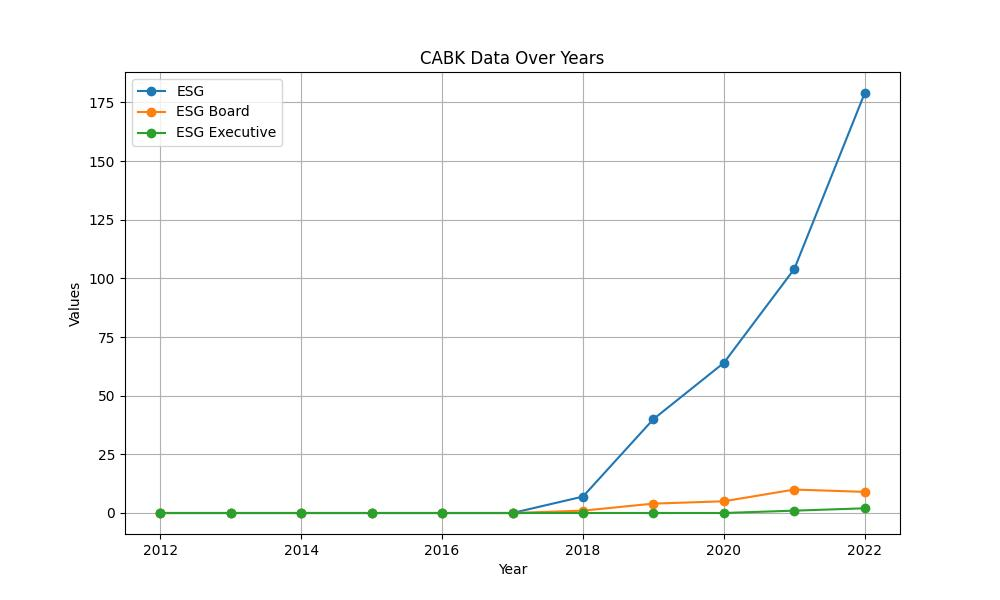 CABK Data Over Years
ESG
ESG Board
ESG Executive
175
150
125
100
75
50
25
0
Values
2012
2014
2016
2018
2020
2022
Year